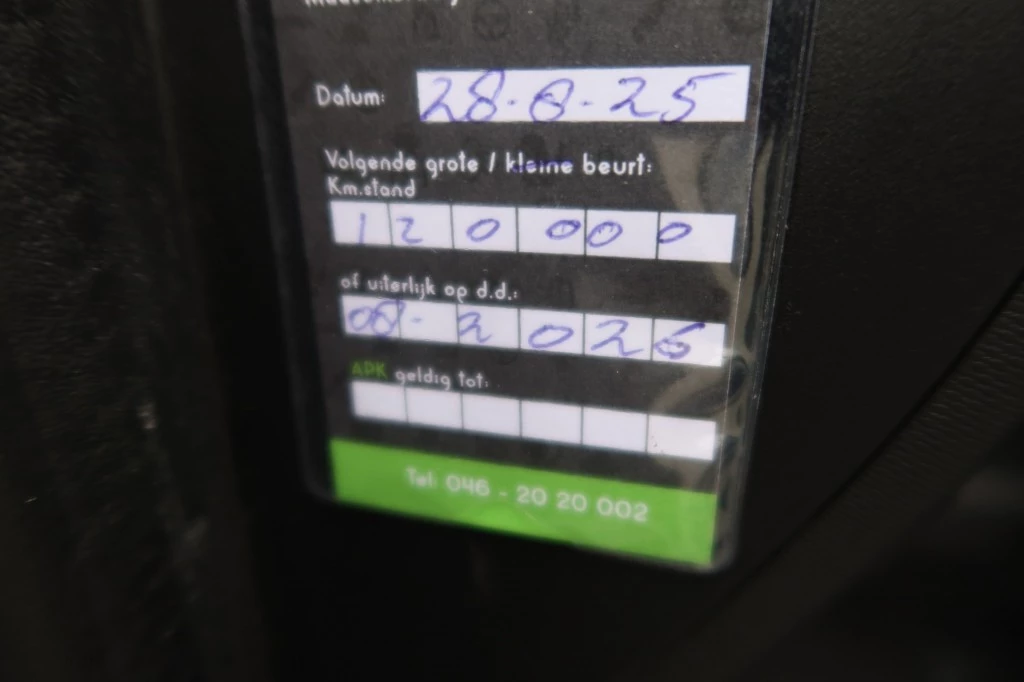 Datum: 28-8-25
Volgende grote / kleine beurt:
Km.stand
120000
of uiterlijk op d.d.:
08-2026
APK geldig tot:
Tel: 046 - 20 20 002